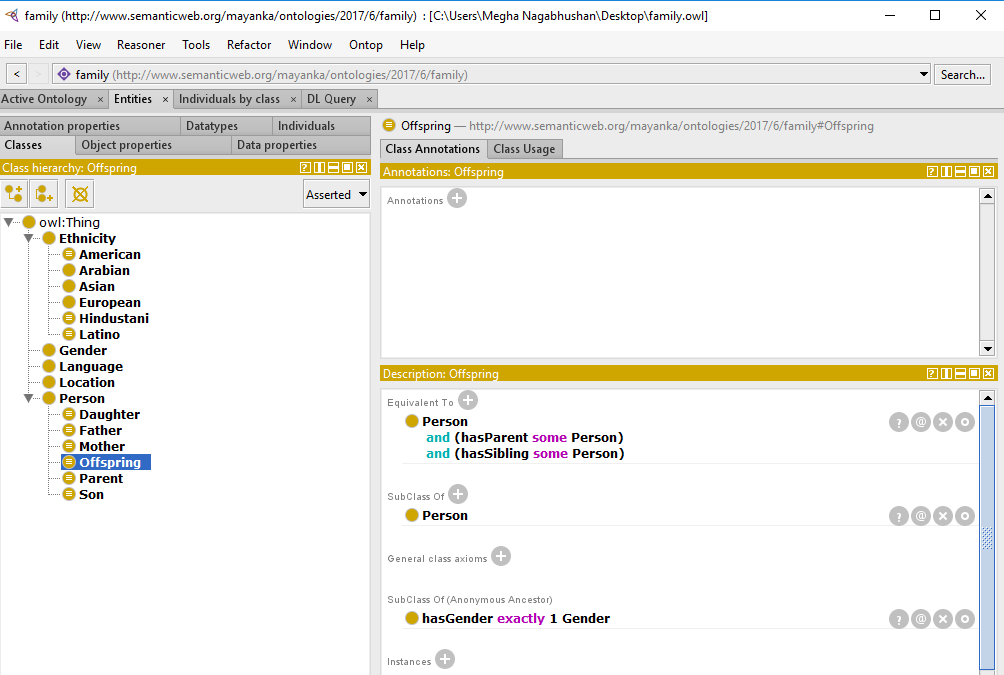 family (http://www.semanticweb.org/mayanka/ontologies/2017/6/family) : [C:\Users\Megha Nagabhushan\Desktop\family.owl]
File Edit View Reasoner Tools Refactor Window Ontop Help
< > family (http://www.semanticweb.org/mayanka/ontologies/2017/6/family) Search...
Active Ontology × Entities × Individuals by class × DL Query ×
Annotation properties Datatypes Individuals
Classes Object properties Data properties
Class hierarchy: Offspring
Asserted
owl:Thing
Ethnicity
American
Arabian
Asian
European
Hindustani
Latino
Gender
Language
Location
Person
Daughter
Father
Mother
Offspring
Parent
Son
Offspring — http://www.semanticweb.org/mayanka/ontologies/2017/6/family#Offspring
Class Annotations Class Usage
Annotations: Offspring
Annotations
Description: Offspring
Equivalent To
Person
and (hasParent some Person)
and (hasSibling some Person)
SubClass Of
Person
General class axioms
SubClass Of (Anonymous Ancestor)
hasGender exactly 1 Gender
Instances